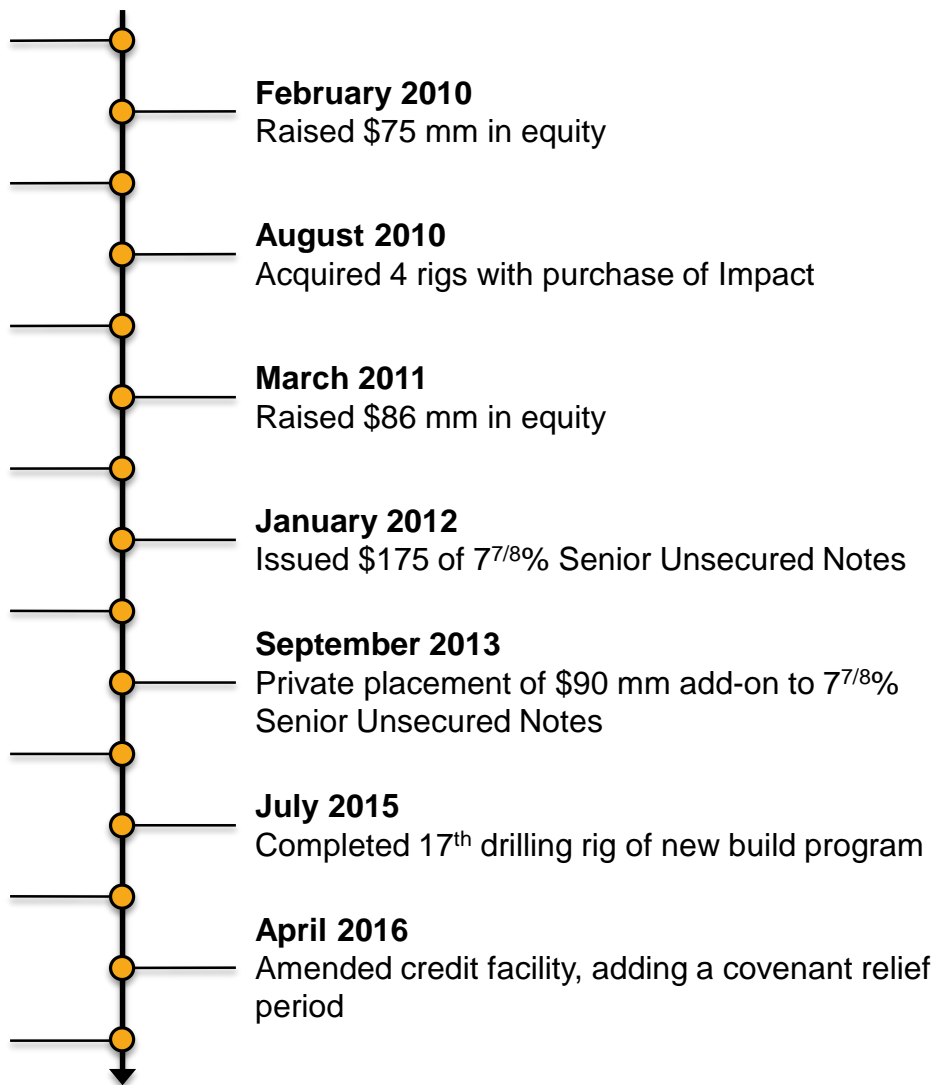 February 2010
Raised $75 mm in equity
August 2010
Acquired 4 rigs with purchase of Impact
March 2011
Raised $86 mm in equity
January 2012
Issued $175 of 7⁷/⁸% Senior Unsecured Notes
September 2013
Private placement of $90 mm add-on to 7⁷/⁸%
Senior Unsecured Notes
July 2015
Completed 17ᵗʰ drilling rig of new build program
April 2016
Amended credit facility, adding a covenant relief
period